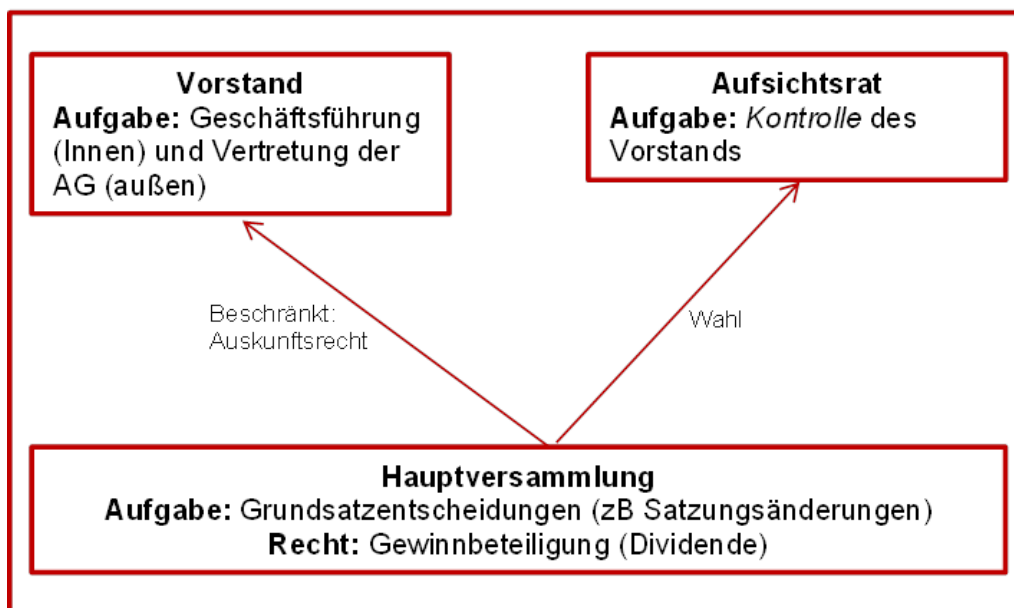 Vorstand
Aufgabe: Geschäftsführung
(Innen) und Vertretung der
AG (außen)
Aufsichtsrat
Aufgabe: Kontrolle des
Vorstands
Beschränkt:
Auskunftsrecht
Wahl
Hauptversammlung
Aufgabe: Grundsatzentscheidungen (zB Satzungsänderungen)
Recht: Gewinnbeteiligung (Dividende)